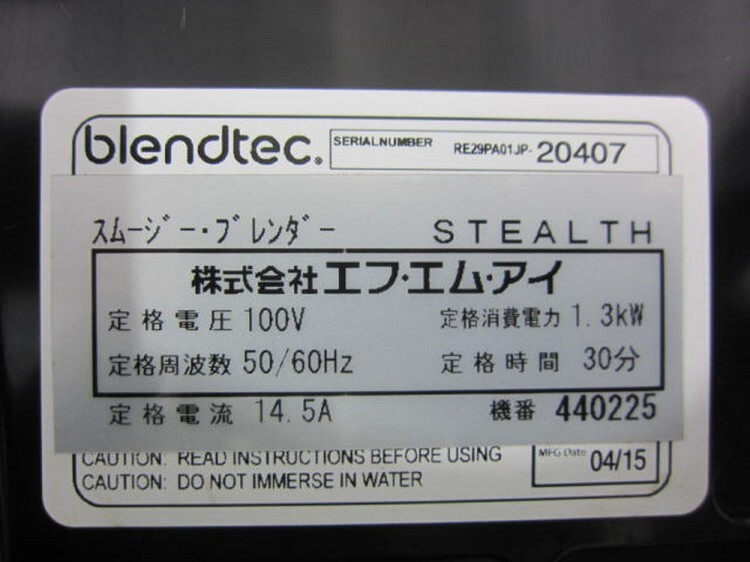 blendtec® SERIAL NUMBER RE29PA01JP- 20407
スムージー・ブレンダー STEALTH
株式会社エフ・エム・アイ
定格電圧 100V 定格消費電力 1.3kW
定格周波数 50/60Hz 定格時間 30分
定格電流 14.5A 機番 440225
CAUTION: READ INSTRUCTIONS BEFORE USING MFG Date 04/15
CAUTION: DO NOT IMMERSE IN WATER